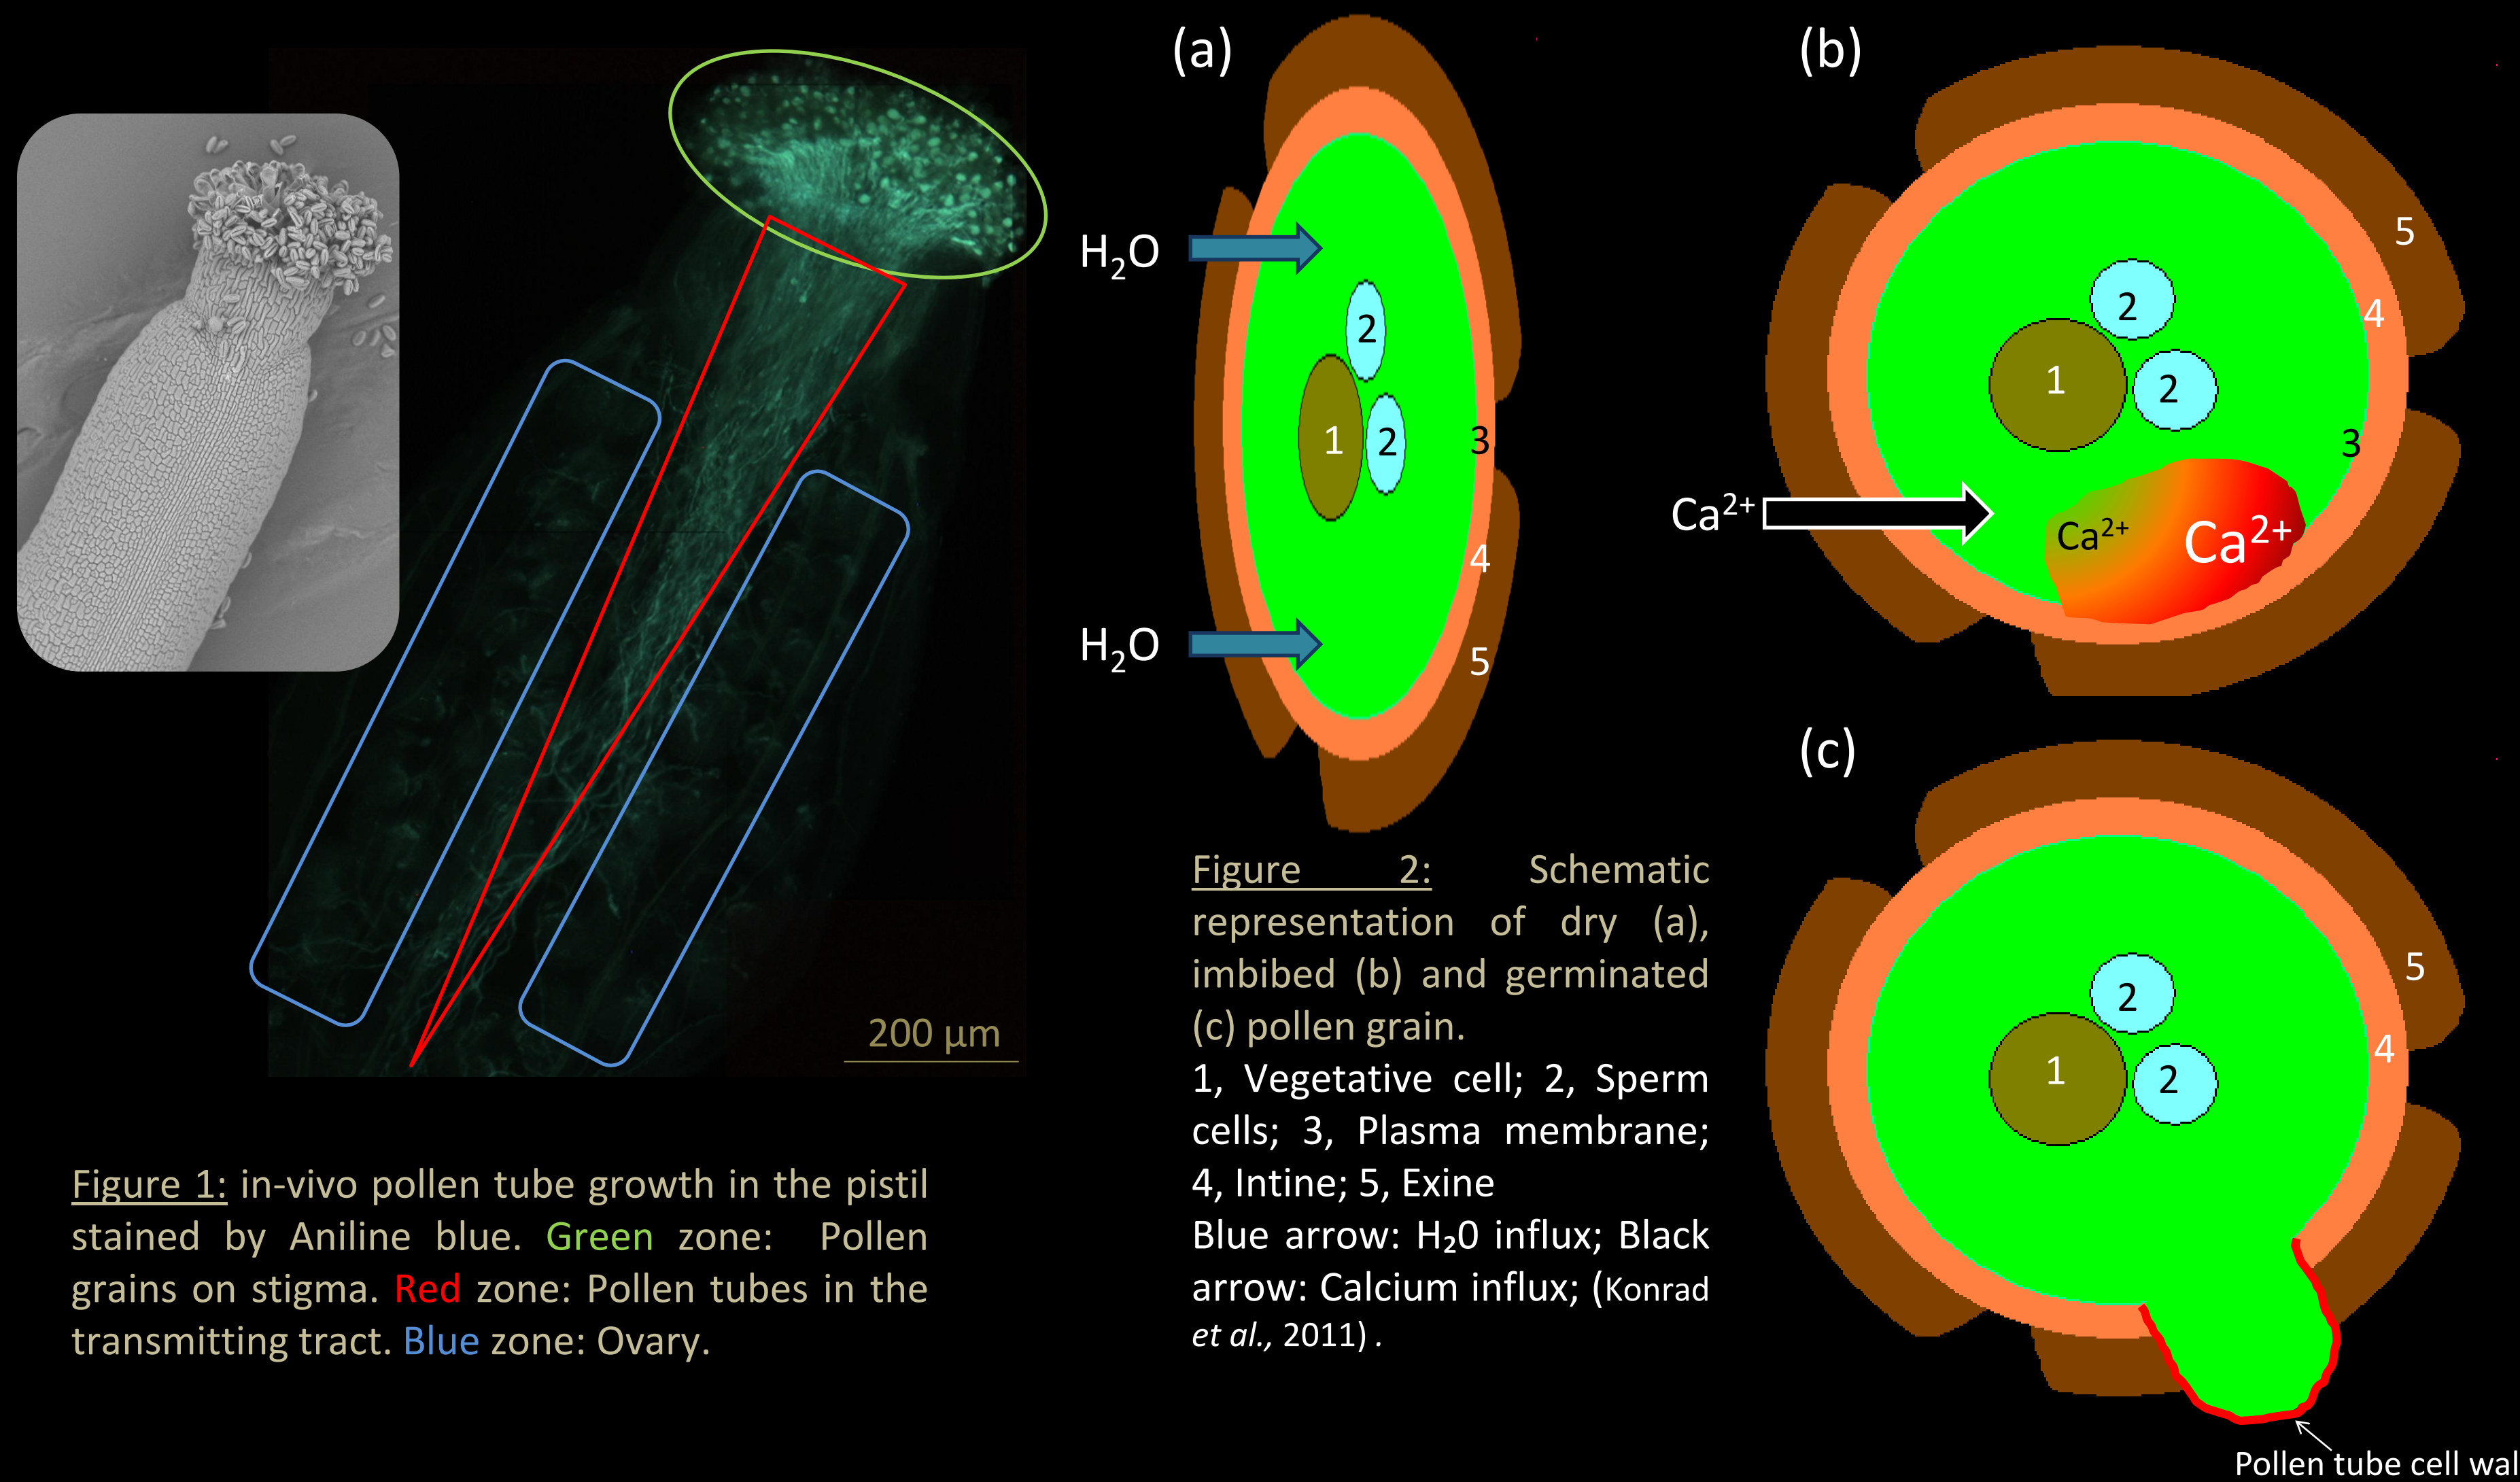 (a)
H₂O
H₂O
1
2
2
3
4
5
(b)
Ca²⁺
Ca²⁺
Ca²⁺
1
2
2
3
4
5
(c)
1
2
2
4
5
Pollen tube cell wal
200 µm
Figure 1: in-vivo pollen tube growth in the pistil
stained by Aniline blue. Green zone: Pollen
grains on stigma. Red zone: Pollen tubes in the
transmitting tract. Blue zone: Ovary.
Figure 2: Schematic
representation of dry (a),
imbibed (b) and germinated
(c) pollen grain.
1, Vegetative cell; 2, Sperm
cells; 3, Plasma membrane;
4, Intine; 5, Exine
Blue arrow: H₂0 influx; Black
arrow: Calcium influx; (Konrad
et al., 2011) .